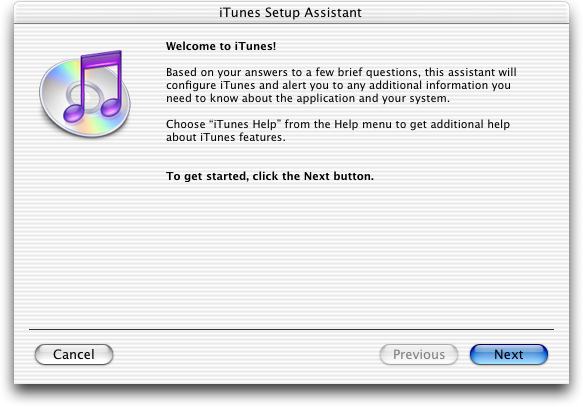 iTunes Setup Assistant
Welcome to iTunes!
Based on your answers to a few brief questions, this assistant will
configure iTunes and alert you to any additional information you
need to know about the application and your system.
Choose “iTunes Help” from the Help menu to get additional help
about iTunes features.
To get started, click the Next button.
Cancel
Previous
Next